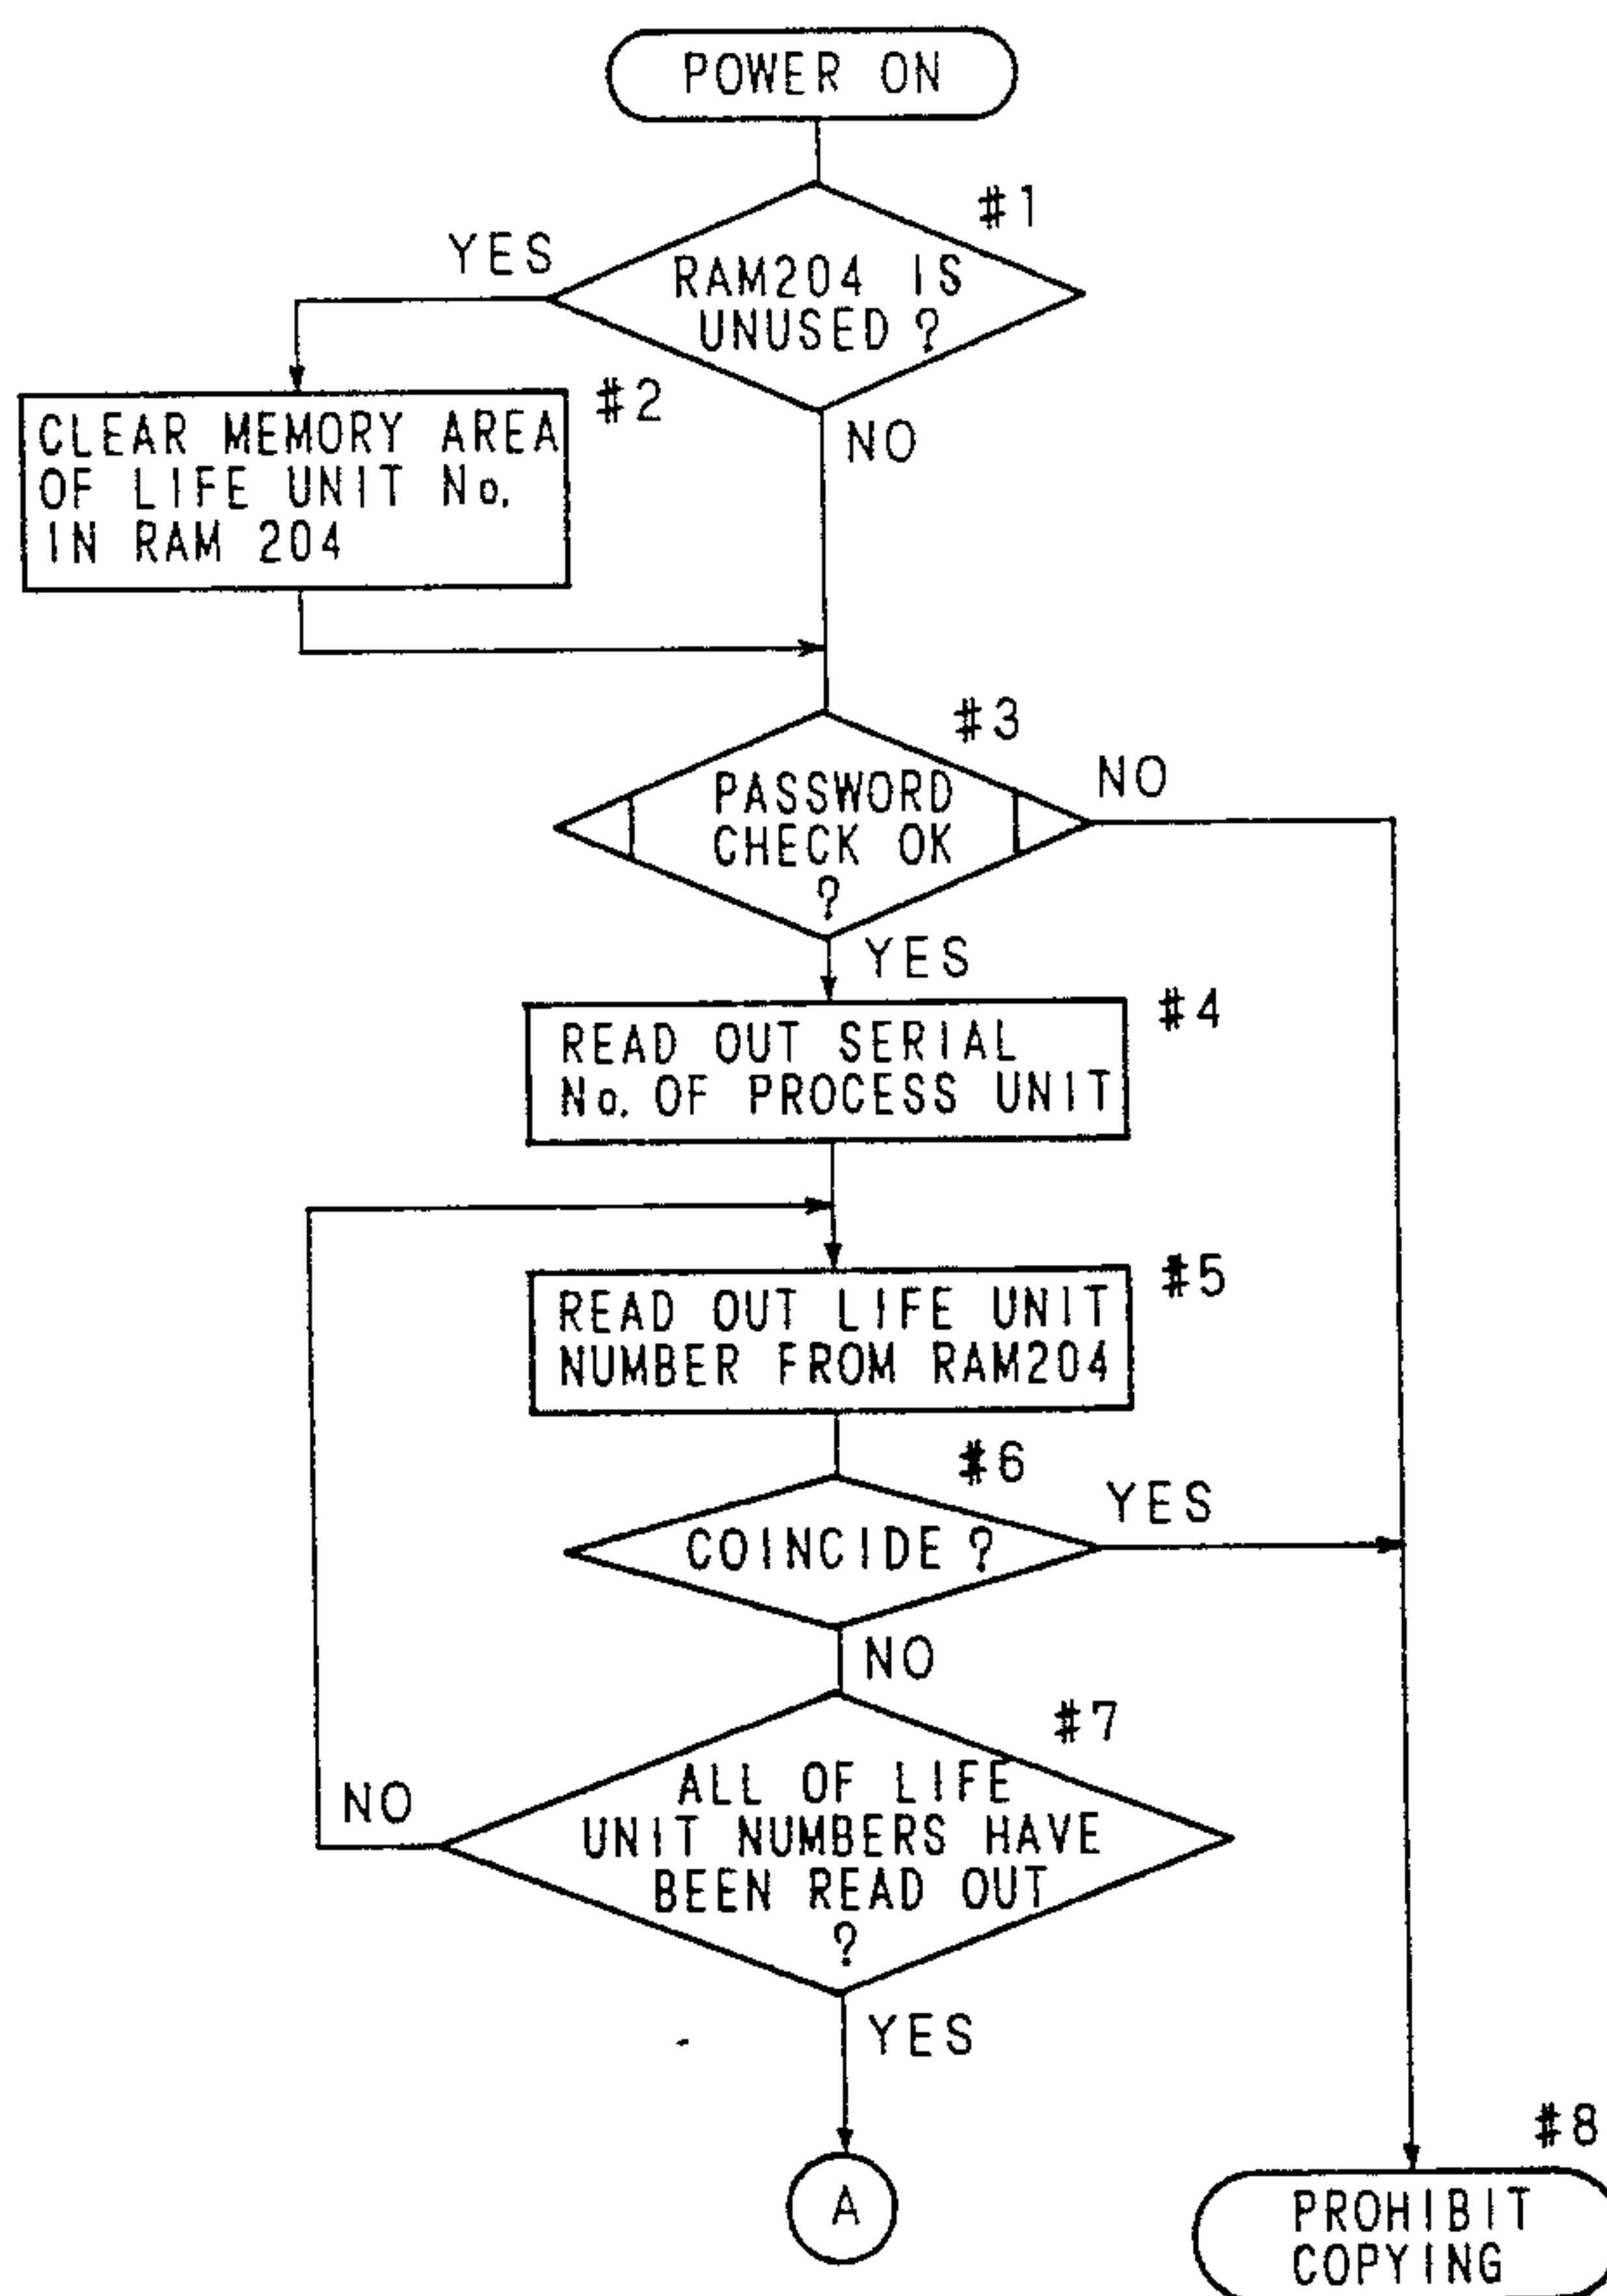 POWER ON
#1
YES
RAM204 IS
UNUSED ?
#2
NO
CLEAR MEMORY AREA
OF LIFE UNIT No.
IN RAM 204
#3
NO
PASSWORD
CHECK OK
?
YES
#4
READ OUT SERIAL
No. OF PROCESS UNIT
#5
READ OUT LIFE UNIT
NUMBER FROM RAM204
#6
YES
COINCIDE ?
NO
#7
NO
ALL OF LIFE
UNIT NUMBERS HAVE
BEEN READ OUT
?
YES
#8
A
PROHIBIT
COPYING